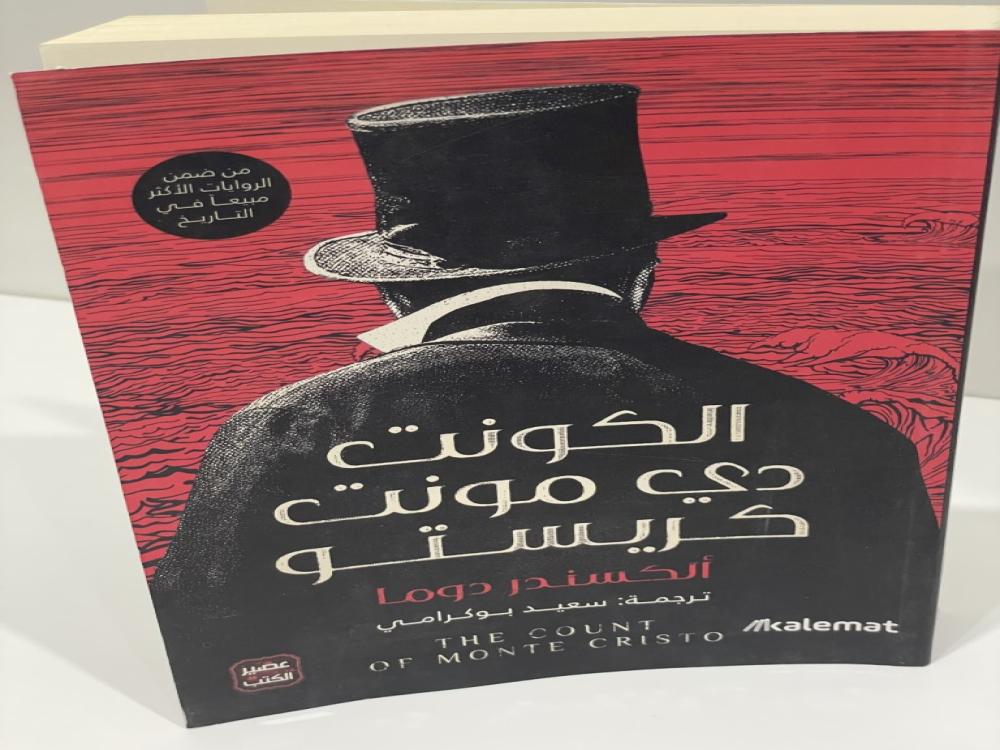 من ضمن
الروايات الأكثر
مبيعاً في
التاريخ
الكونت
دي مونت
كريستو
ألكسندر دوما
ترجمة: سعيد بوكرامي
THE COUNT
OF MONTE CRISTO
kalemat
عصير
الكتب